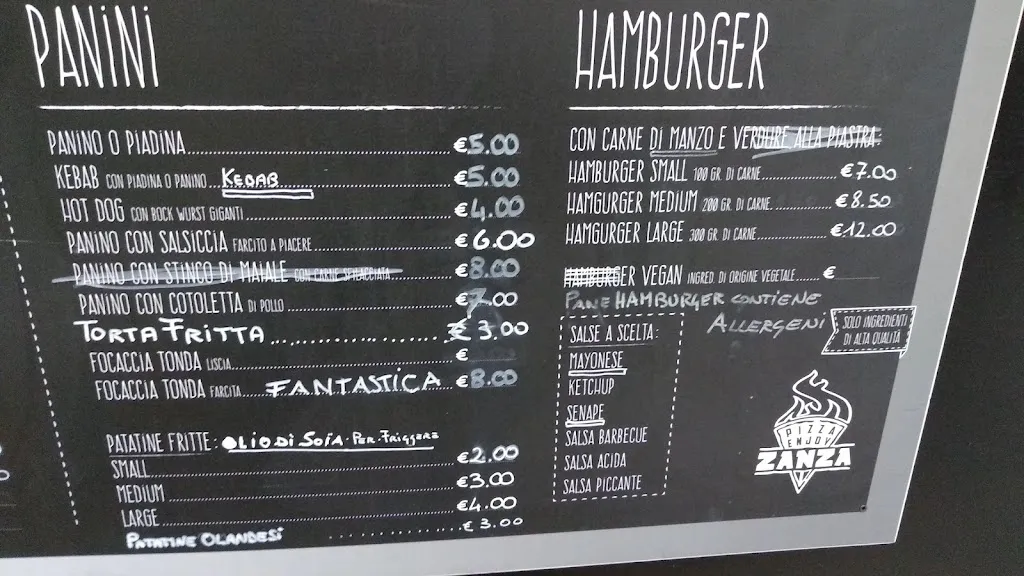 PANINI
PANINO O PIADINA €5.00
KEBAB CON PIADINA O PANINO KEBAB €5.00
HOT DOG CON BOCK WURST GIGANTI €4.00
PANINO CON SALSICCIA FARCITO A PIACERE €6.00
PANINO CON STINCO DI MAIALE CON CARNE SCHIACCIATA €8.00
PANINO CON COTOLETTA DI POLLO €7.00
TORTA FRITTA € 3.00
FOCACCIA TONDA LISCIA €
FOCACCIA TONDA FARCITA FANTASTICA €8.00
PATATINE FRITTE: OLIO DI SOIA. PER. FRIGGERE
SMALL €2.00
MEDIUM €3.00
LARGE €4.00
PATATINE OLANDESI € 3.00
HAMBURGER
CON CARNE DI MANZO E VERDURE ALLA PIASTRA:
HAMBURGER SMALL 100 GR. DI CARNE €7.00
HAMGURGER MEDIUM 200 GR. DI CARNE €8.50
HAMGURGER LARGE 300 GR. DI CARNE €12.00
HAMBURGER VEGAN INGRED. DI ORIGINE VEGETALE €
PANE HAMBURGER CONTIENE
ALLERGENI
SALSE A SCELTA:
MAYONESE
KETCHUP
SENAPE
SALSA BARBECUE
SALSA ACIDA
SALSA PICCANTE
SOLO INGREDIENTI
DI ALTA QUALITÀ
PIZZA
ENJOY
ZANZA